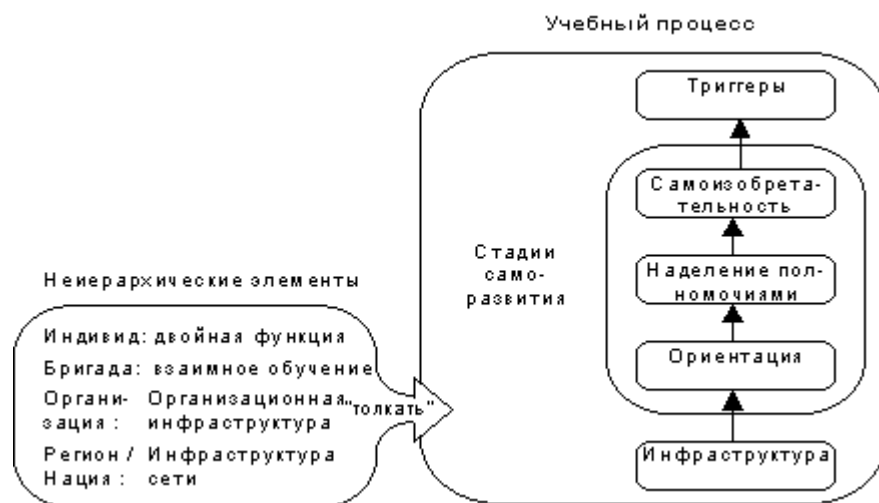 Учебный процесс
Триггеры
Самоизобрета-
тельность
Стадии
само-
развития
Наделение пол-
номочиями
Ориентация
Инфраструктура
Неиерархические элементы
Индивид: двойная функция
Бригада: взаимное обучение
Органи- Организационная
зация : инфраструктура
Регион / Инфраструктура
Нация : сети
"толкать"